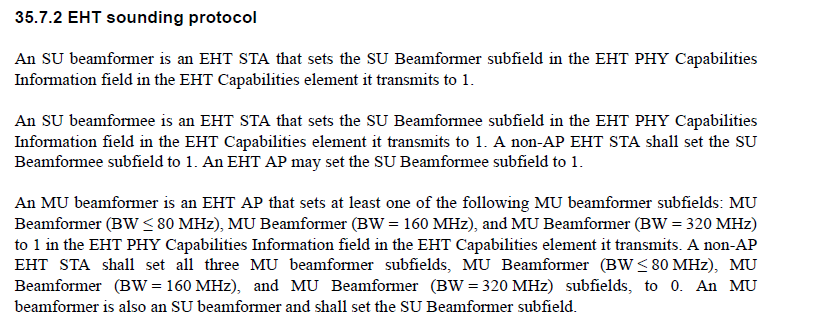 35.7.2 EHT sounding protocol
An SU beamformer is an EHT STA that sets the SU Beamformer subfield in the EHT PHY Capabilities
Information field in the EHT Capabilities element it transmits to 1.
An SU beamformee is an EHT STA that sets the SU Beamformee subfield in the EHT PHY Capabilities
Information field in the EHT Capabilities element it transmits to 1. A non-AP EHT STA shall set the SU
Beamformee subfield to 1. An EHT AP may set the SU Beamformee subfield to 1.
An MU beamformer is an EHT AP that sets at least one of the following MU beamformer subfields: MU
Beamformer (BW ≤ 80 MHz), MU Beamformer (BW = 160 MHz), and MU Beamformer (BW = 320 MHz)
to 1 in the EHT PHY Capabilities Information field in the EHT Capabilities element it transmits. A non-AP
EHT STA shall set all three MU beamformer subfields, MU Beamformer (BW ≤ 80 MHz), MU
Beamformer (BW = 160 MHz), and MU Beamformer (BW = 320 MHz) subfields, to 0. An MU
beamformer is also an SU beamformer and shall set the SU Beamformer subfield.